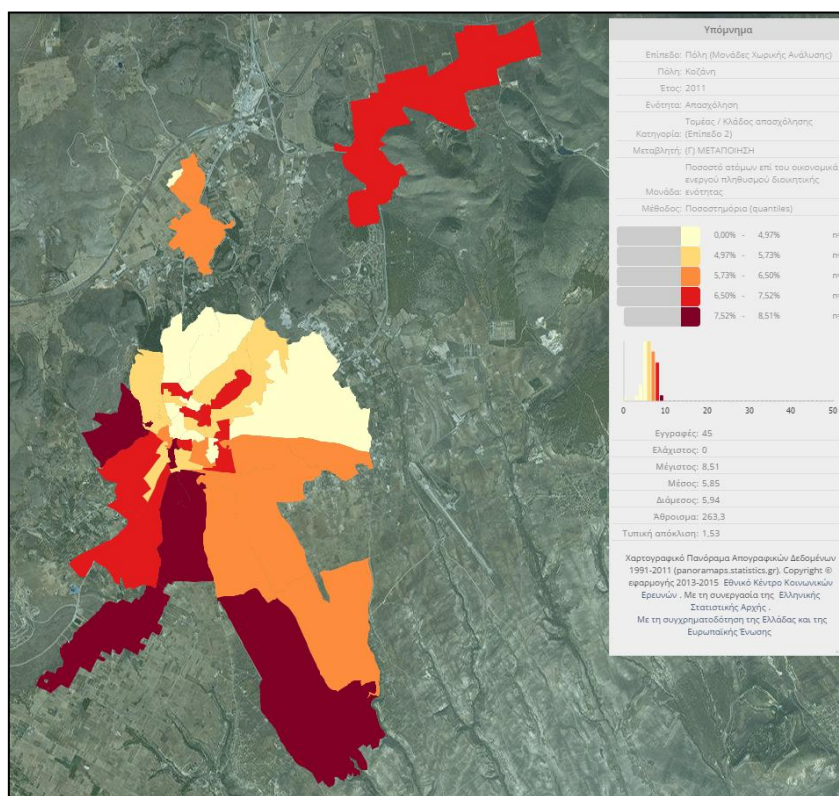 Υπόμνημα
Επίπεδο: Πόλη (Μονάδες Χωρικής Ανάλυσης)
Πόλη: Κοζάνη
Έτος: 2011
Ενότητα: Απασχόληση
Τομέας / Κλάδος απασχόλησης
Κατηγορία: (Επίπεδο 2)
Μεταβλητή: (Γ) ΜΕΤΑΠΟΙΗΣΗ
Ποσοστό ατόμων επί του οικονομικά
ενεργού πληθυσμού διοικητικής
Μονάδα: ενότητας
Μέθοδος: Ποσοστημόρια (quantiles)
0,00% - 4,97%
4,97% - 5,73%
5,73% - 6,50%
6,50% - 7,52%
7,52% - 8,51%
0 10 20 30 40 50
Εγγραφές: 45
Ελάχιστος: 0
Μέγιστος: 8,51
Μέσος: 5,85
Διάμεσος: 5,94
Άθροισμα: 263,3
Τυπική απόκλιση: 1,53
Χαρτογραφικό Πανόραμα Απογραφικών Δεδομένων
1991-2011 (panoramaps.statistics.gr). Copyright ©
εφαρμογής 2013-2015 Εθνικό Κέντρο Κοινωνικών
Ερευνών . Με τη συνεργασία της Ελληνικής
Στατιστικής Αρχής .
Με τη συγχρηματοδότηση της Ελλάδας και της
Ευρωπαϊκής Ένωσης